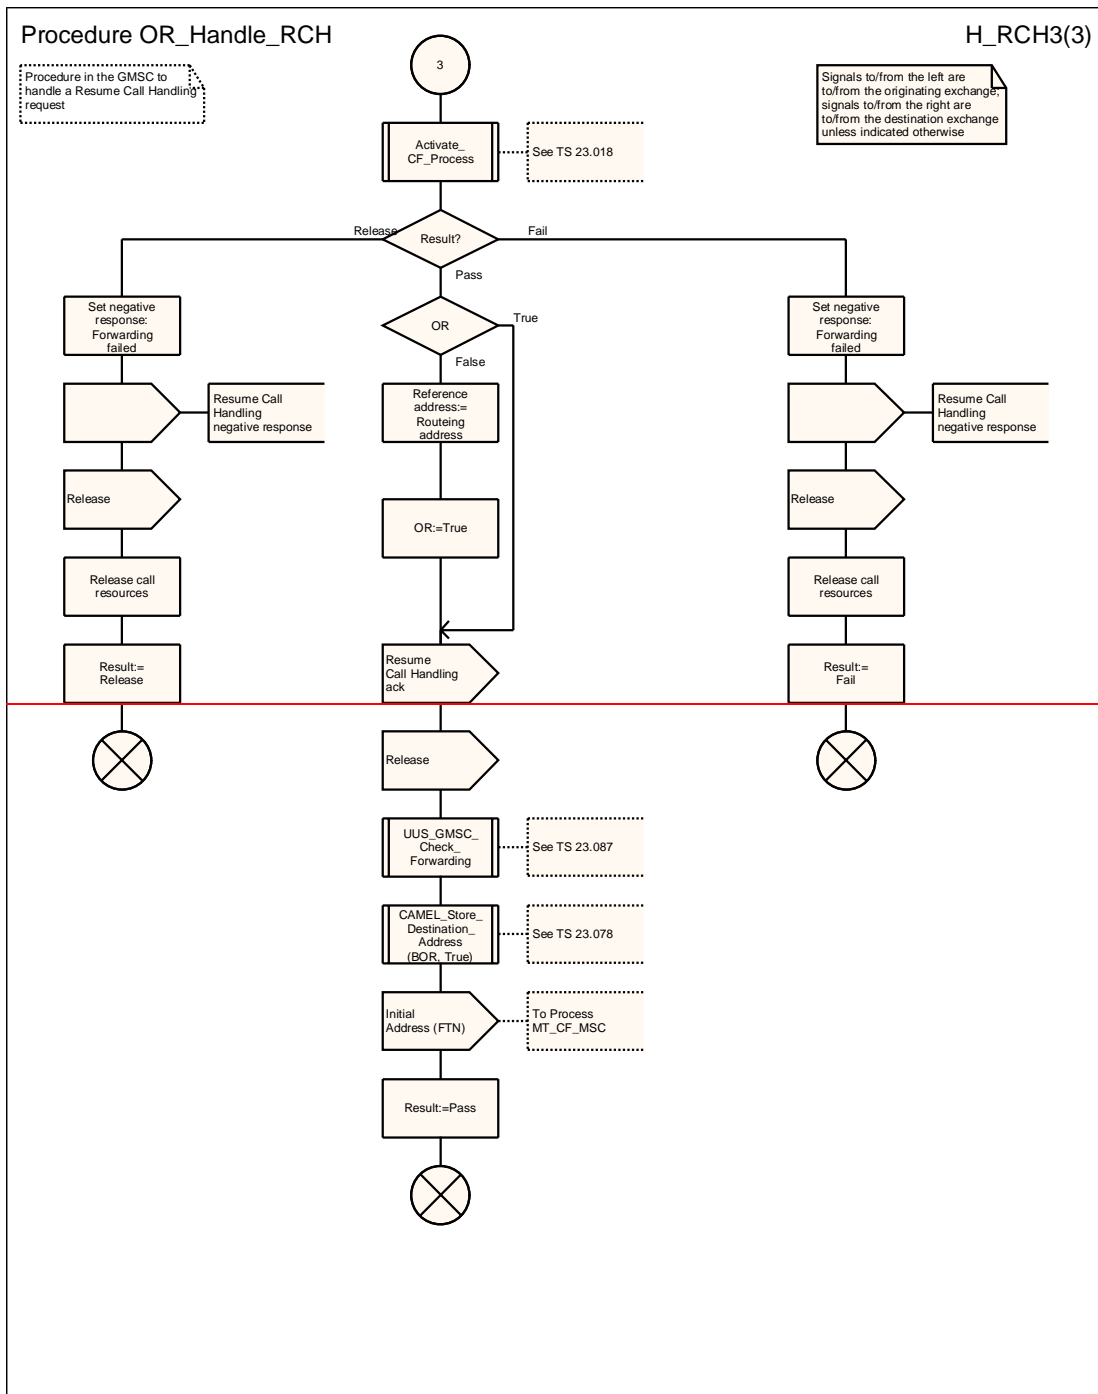 Procedure OR_Handle_RCH
H_RCH3(3)
Procedure in the GMSC to
handle a Resume Call Handling
request
3
Signals to/from the left are
to/from the originating exchange;
signals to/from the right are
to/from the destination exchange
unless indicated otherwise
Activate_
CF_Process
See TS 23.018
Release
Result?
Fail
Pass
Set negative
response:
Forwarding
failed
OR
True
False
Set negative
response:
Forwarding
failed
Resume Call
Handling
negative response
Reference
address:=
Routeing
address
Resume Call
Handling
negative response
Release
OR:=True
Release
Release call
resources
Release call
resources
Result:=
Release
Resume
Call Handling
ack
Result:=
Fail
Release
UUS_GMSC_
Check_
Forwarding
See TS 23.087
CAMEL_Store_
Destination_
Address
(BOR, True)
See TS 23.078
Initial
Address (FTN)
To Process
MT_CF_MSC
Result:=Pass